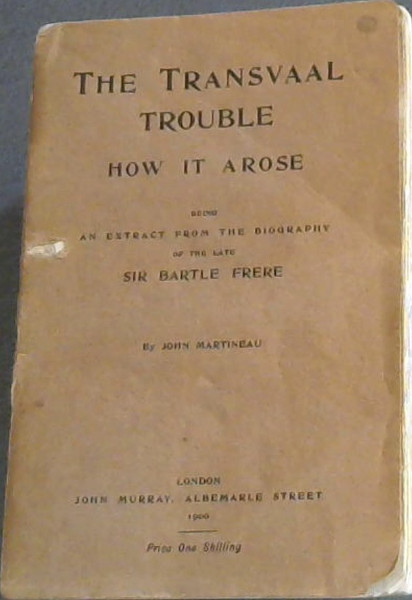 THE TRANSVAAL
TROUBLE
HOW IT AROSE
BEING
AN EXTRACT FROM THE BIOGRAPHY
OF THE LATE
SIR BARTLE FRERE
By JOHN MARTINEAU
LONDON
JOHN MURRAY, ALBEMARLE STREET
1900
Price One Shilling